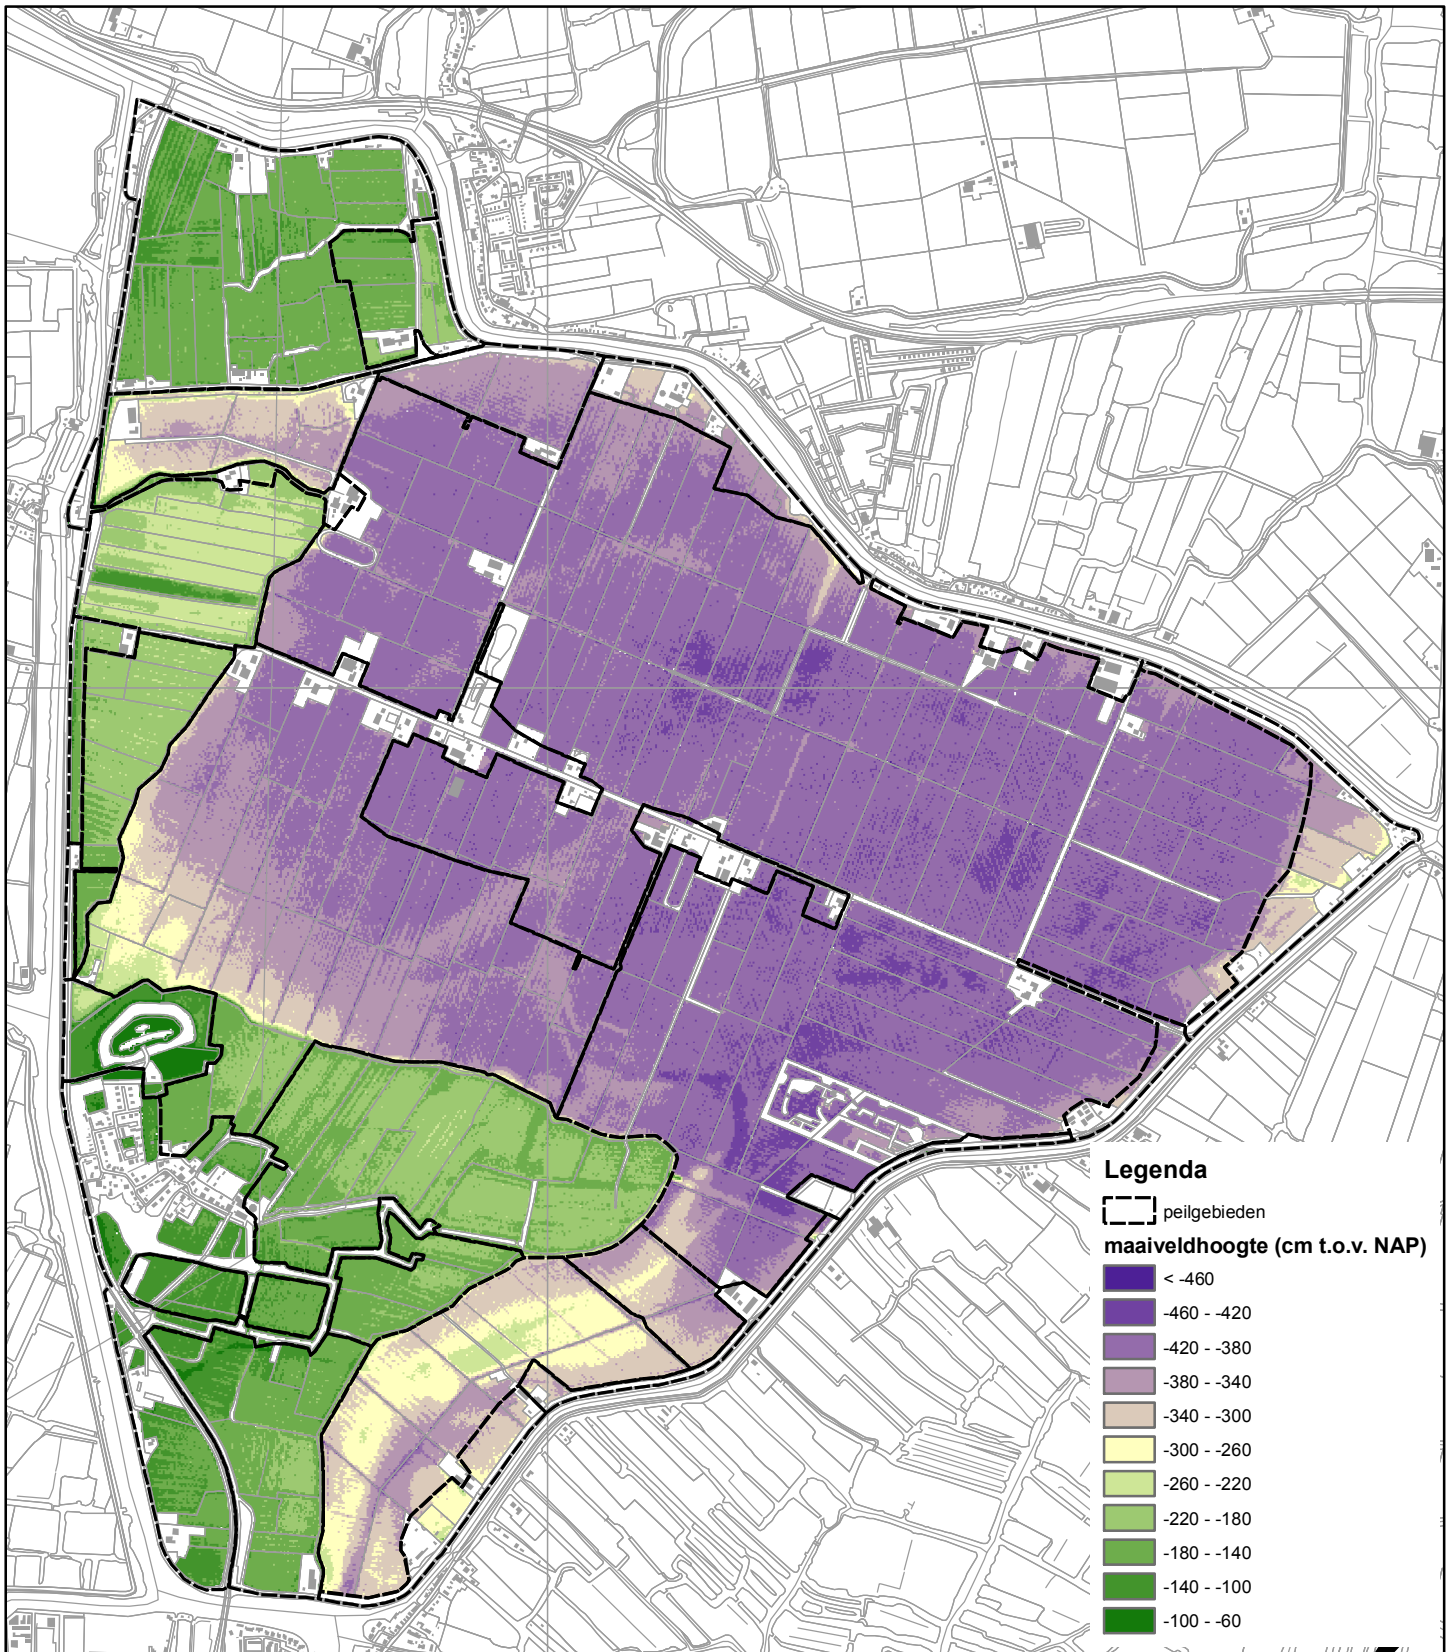 Legenda
peilgebieden
maaiveldhoogte (cm t.o.v. NAP)
< -460
-460 - -420
-420 - -380
-380 - -340
-340 - -300
-300 - -260
-260 - -220
-220 - -180
-180 - -140
-140 - -100
-100 - -60